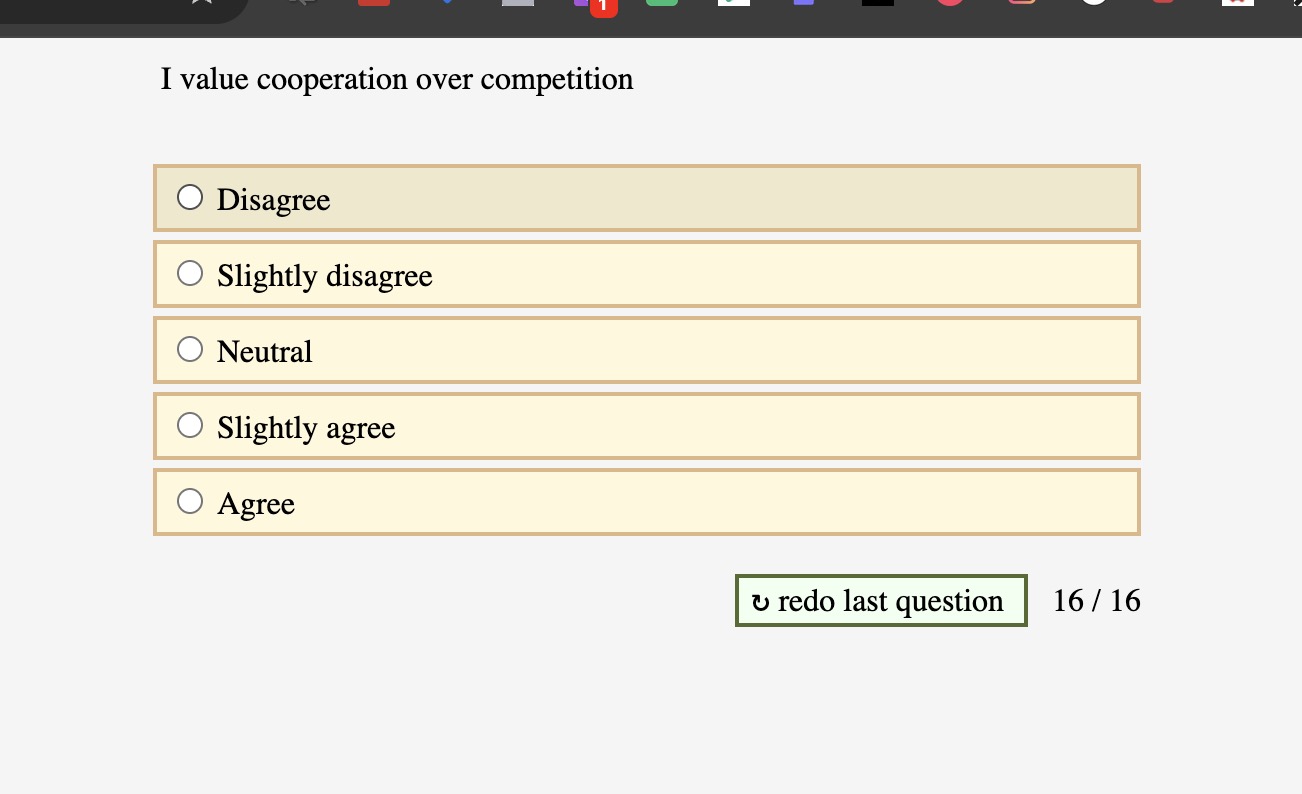 1
I value cooperation over competition
Disagree
Slightly disagree
Neutral
Slightly agree
Agree
↻ redo last question 16 / 16